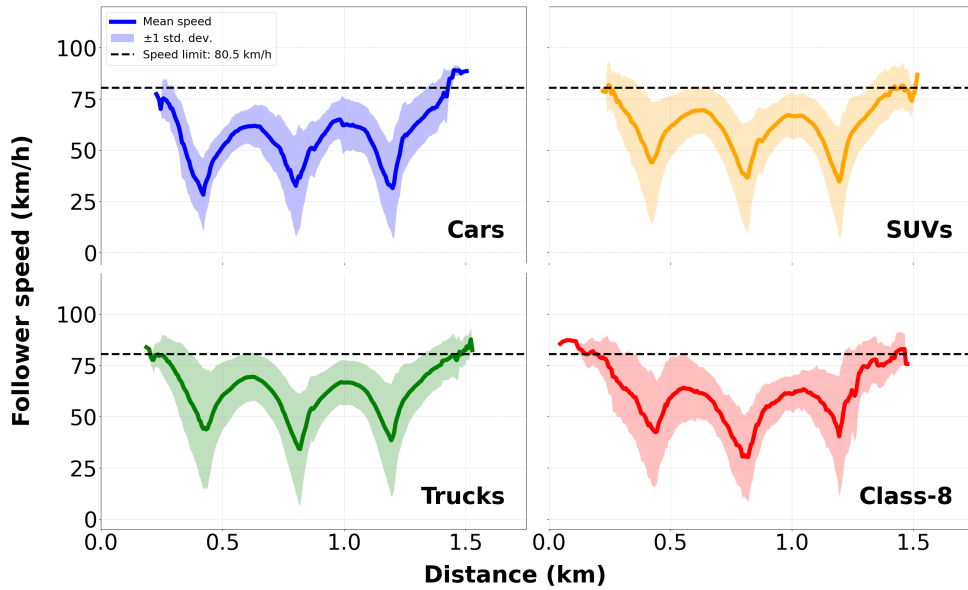 Mean speed
±1 std. dev.
Speed limit: 80.5 km/h
100
75
50
25
0
Cars
SUVs
100
75
50
25
0
Trucks
Class-8
0.0 0.5 1.0 1.5 0.0 0.5 1.0 1.5
Distance (km)
Follower speed (km/h)